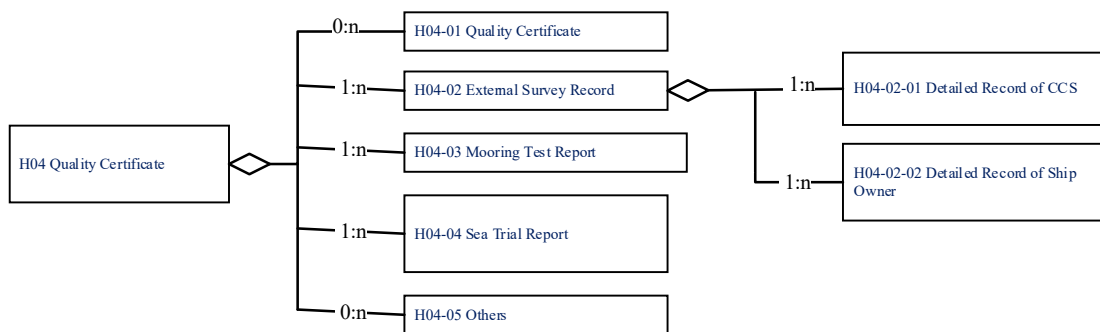 0:n
H04-01 Quality Certificate
1:n
H04-02 External Survey Record
1:n
H04-02-01 Detailed Record of CCS
H04 Quality Certificate
1:n
H04-03 Mooring Test Report
1:n
H04-02-02 Detailed Record of Ship
Owner
1:n
H04-04 Sea Trial Report
0:n
H04-05 Others